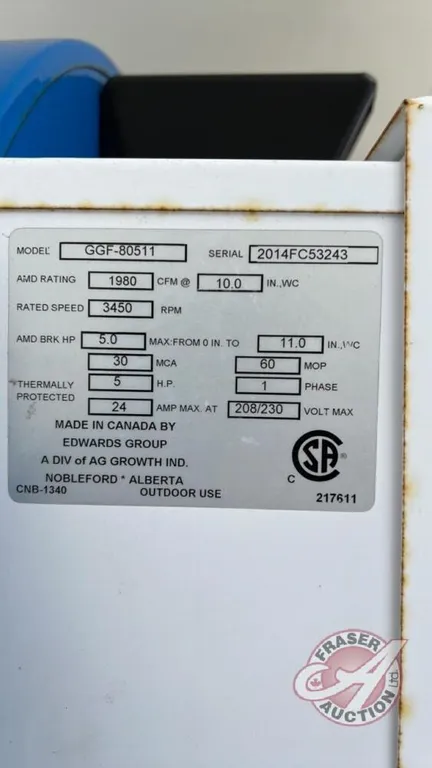 MODEL GGF-80511 SERIAL 2014FC53243
AMD RATING 1980 CFM @ 10.0 IN.,WC
RATED SPEED 3450 RPM
AMD BRK HP 5.0 MAX:FROM 0 IN. TO 11.0 IN.,WC
30 MCA 60 MOP
THERMALLY PROTECTED 5 H.P. 1 PHASE
24 AMP MAX. AT 208/230 VOLT MAX
MADE IN CANADA BY
EDWARDS GROUP
A DIV of AG GROWTH IND.
NOBLEFORD * ALBERTA
CNB-1340 OUTDOOR USE
C SA ®
217611
FRASER
AUCTION